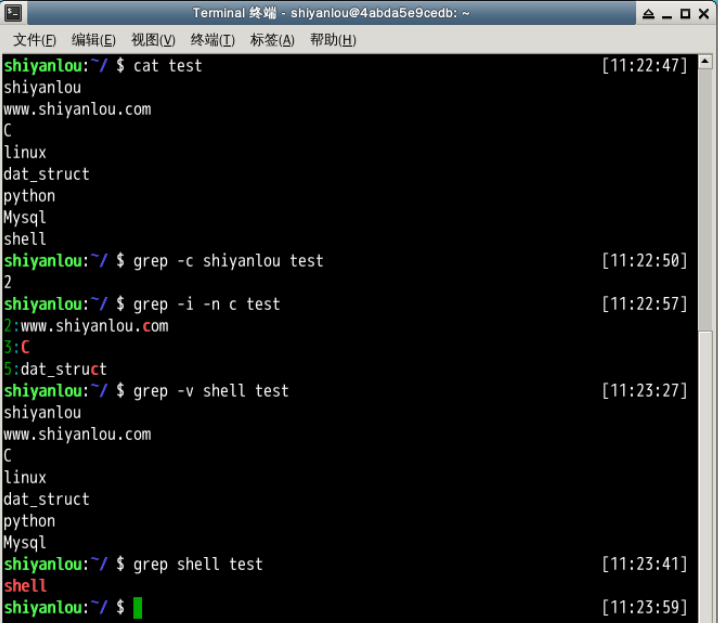 Terminal 终端 - shiyanlou@4abda5e9cedb: ~
文件(F) 编辑(E) 视图(V) 终端(T) 标签(A) 帮助(H)
shiyanlou:~/ $ cat test [11:22:47]
shiyanlou
www.shiyanlou.com
C
linux
dat_struct
python
Mysql
shell
shiyanlou:~/ $ grep -c shiyanlou test [11:22:50]
2
shiyanlou:~/ $ grep -i -n c test [11:22:57]
2:www.shiyanlou.com
3:C
5:dat_struct
shiyanlou:~/ $ grep -v shell test [11:23:27]
shiyanlou
www.shiyanlou.com
C
linux
dat_struct
python
Mysql
shiyanlou:~/ $ grep shell test [11:23:41]
shell
shiyanlou:~/ $ [11:23:59]